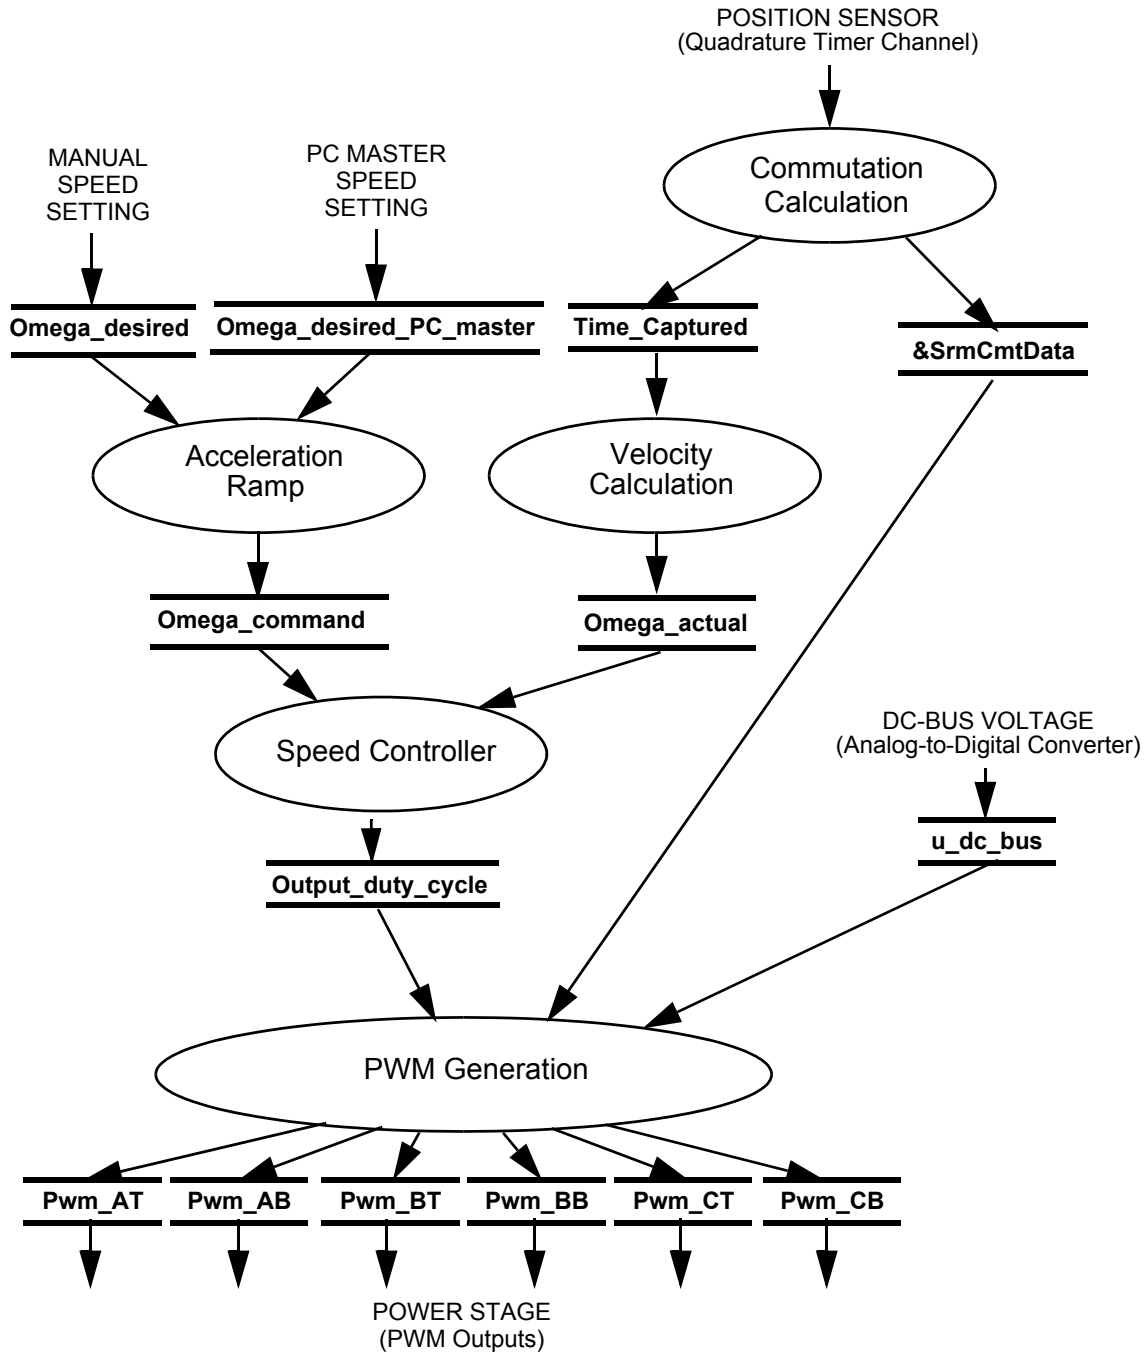 POSITION SENSOR
(Quadrature Timer Channel)
Commutation
Calculation
MANUAL
SPEED
SETTING
PC MASTER
SPEED
SETTING
Omega_desired
Omega_desired_PC_master
Time_Captured
&SrmCmtData
Acceleration
Ramp
Velocity
Calculation
Omega_command
Omega_actual
Speed Controller
DC-BUS VOLTAGE
(Analog-to-Digital Converter)
u_dc_bus
Output_duty_cycle
PWM Generation
Pwm_AT
Pwm_AB
Pwm_BT
Pwm_BB
Pwm_CT
Pwm_CB
POWER STAGE
(PWM Outputs)